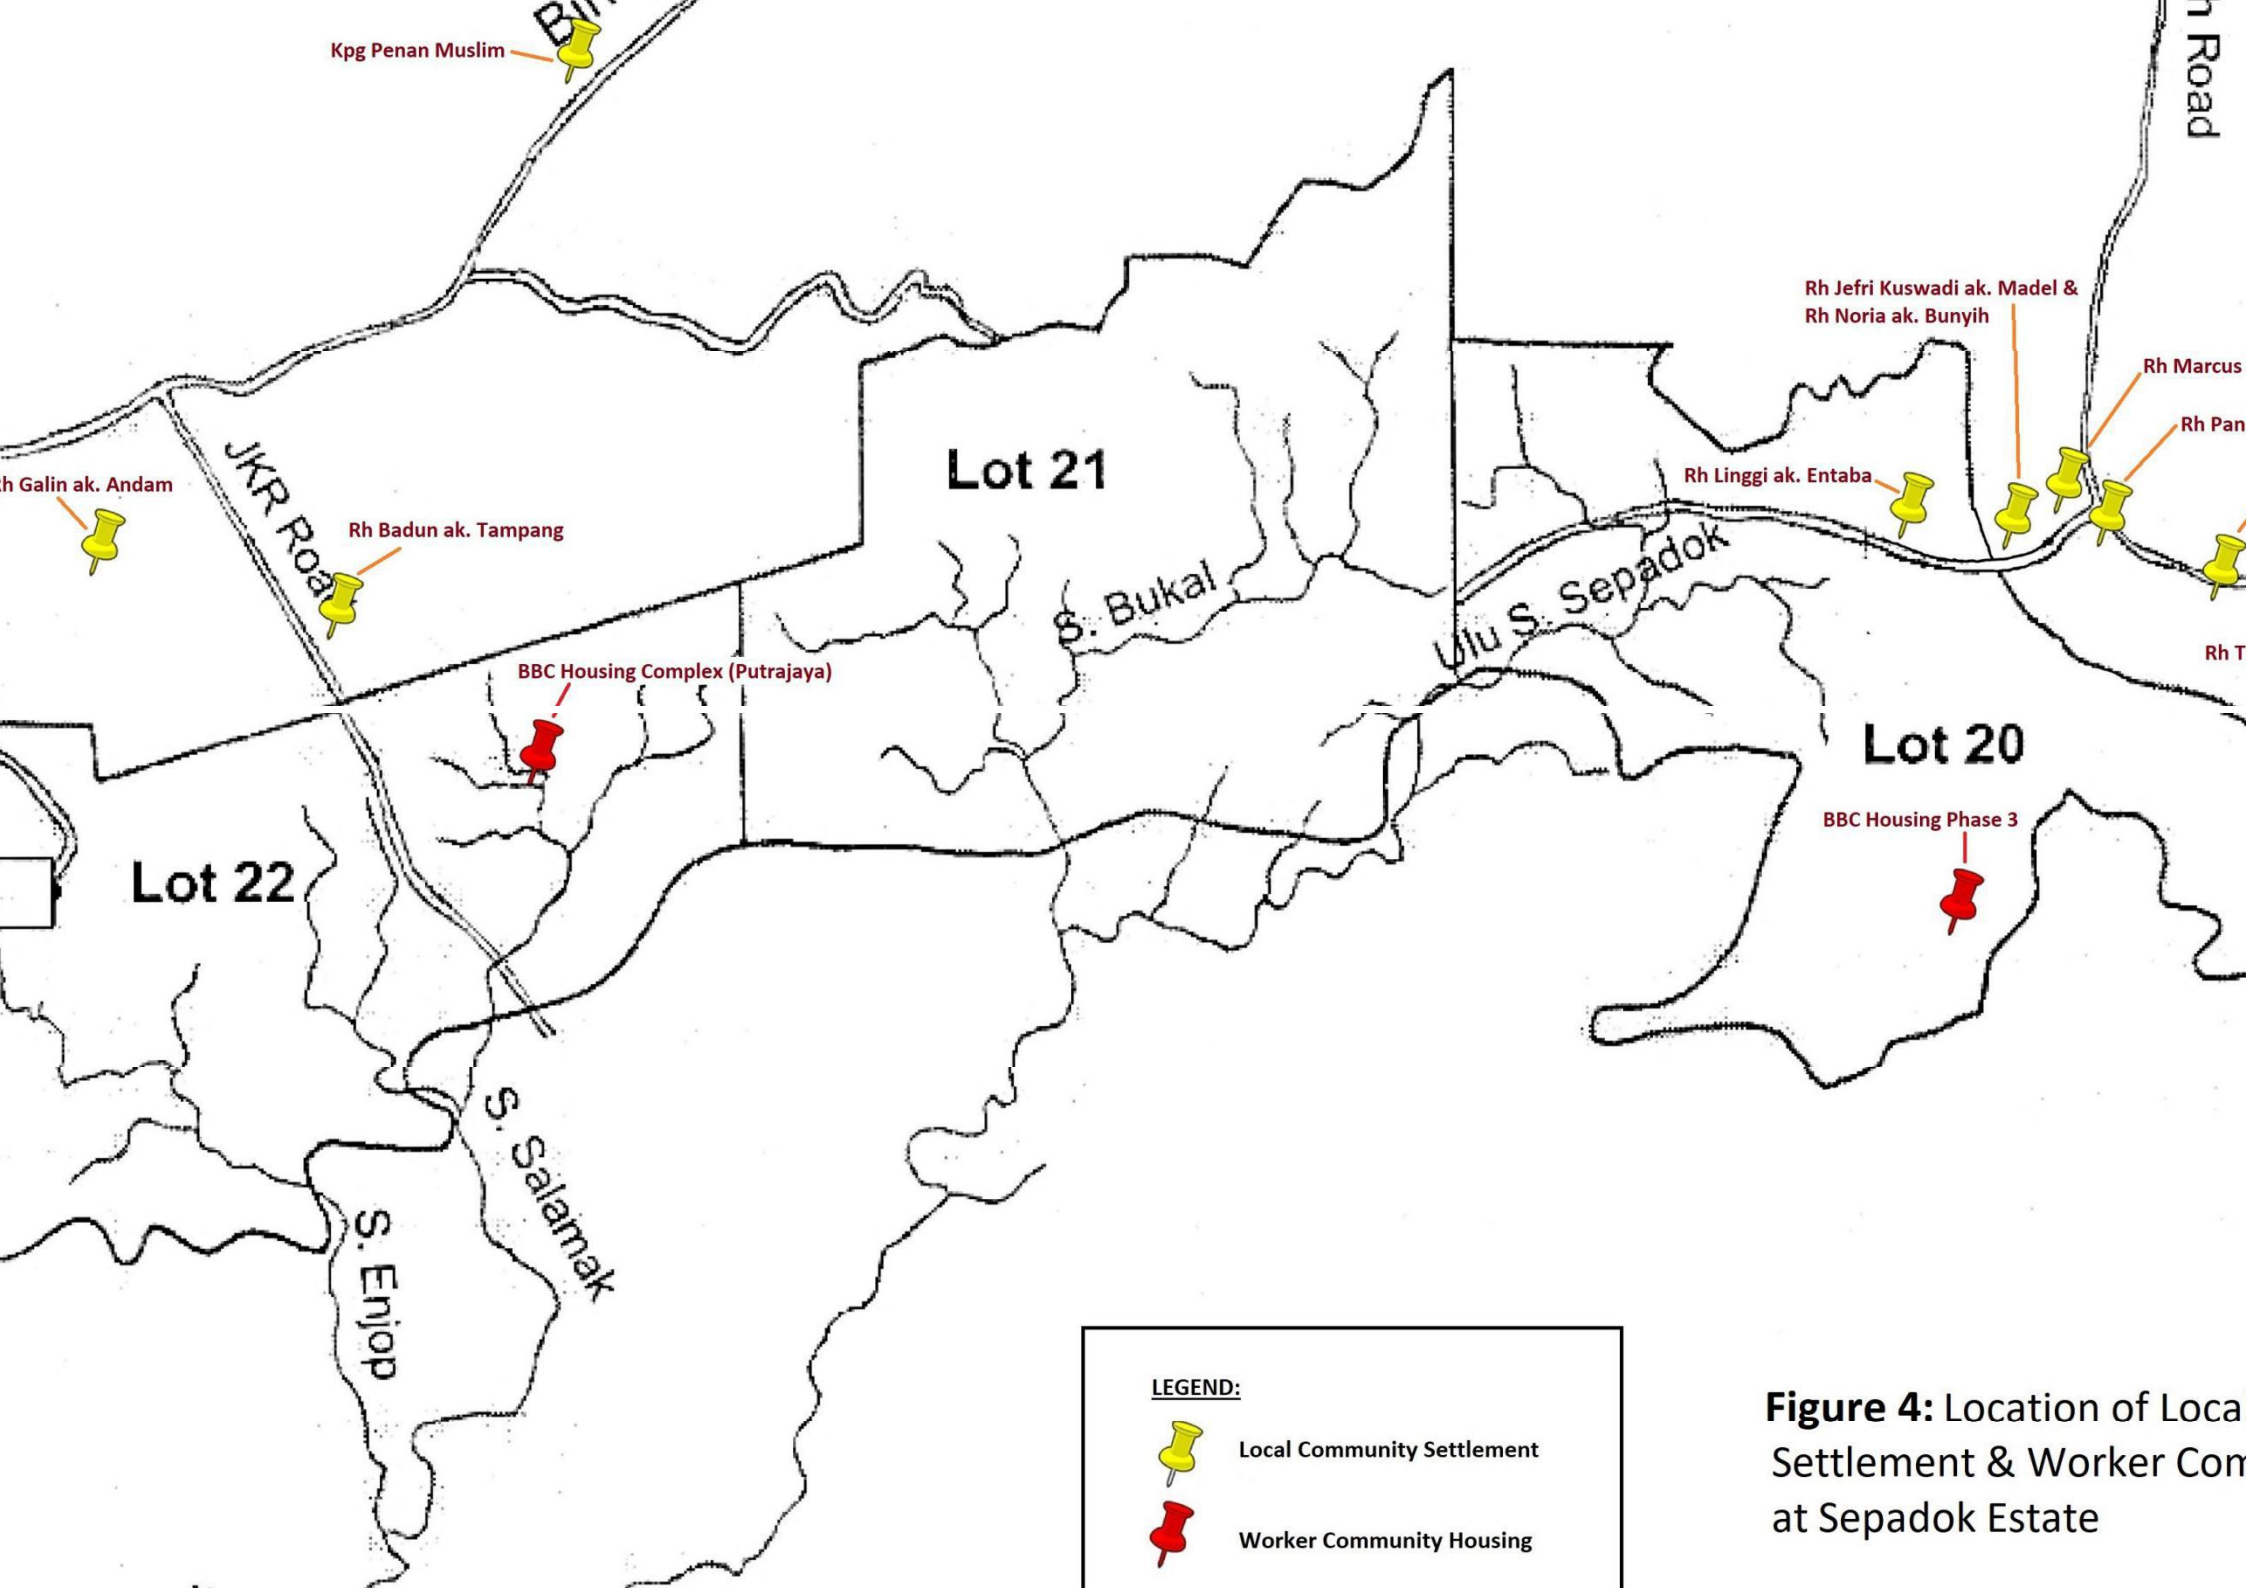 Kpg Penan Muslim
h Road
Rh Jefri Kuswadi ak. Madel &
Rh Noria ak. Bunyih
Rh Marcus
Rh Pan
JKR Road
Lot 21
h Galin ak. Andam
Rh Linggi ak. Entaba
Rh Badun ak. Tampang
S. Bukal
Ulu S. Sepadok
Rh T
BBC Housing Complex (Putrajaya)
Lot 20
BBC Housing Phase 3
Lot 22
S. Salamak
S. Enjop
LEGEND:
Local Community Settlement
Worker Community Housing
Figure 4: Location of Loca
Settlement & Worker Com
at Sepadok Estate